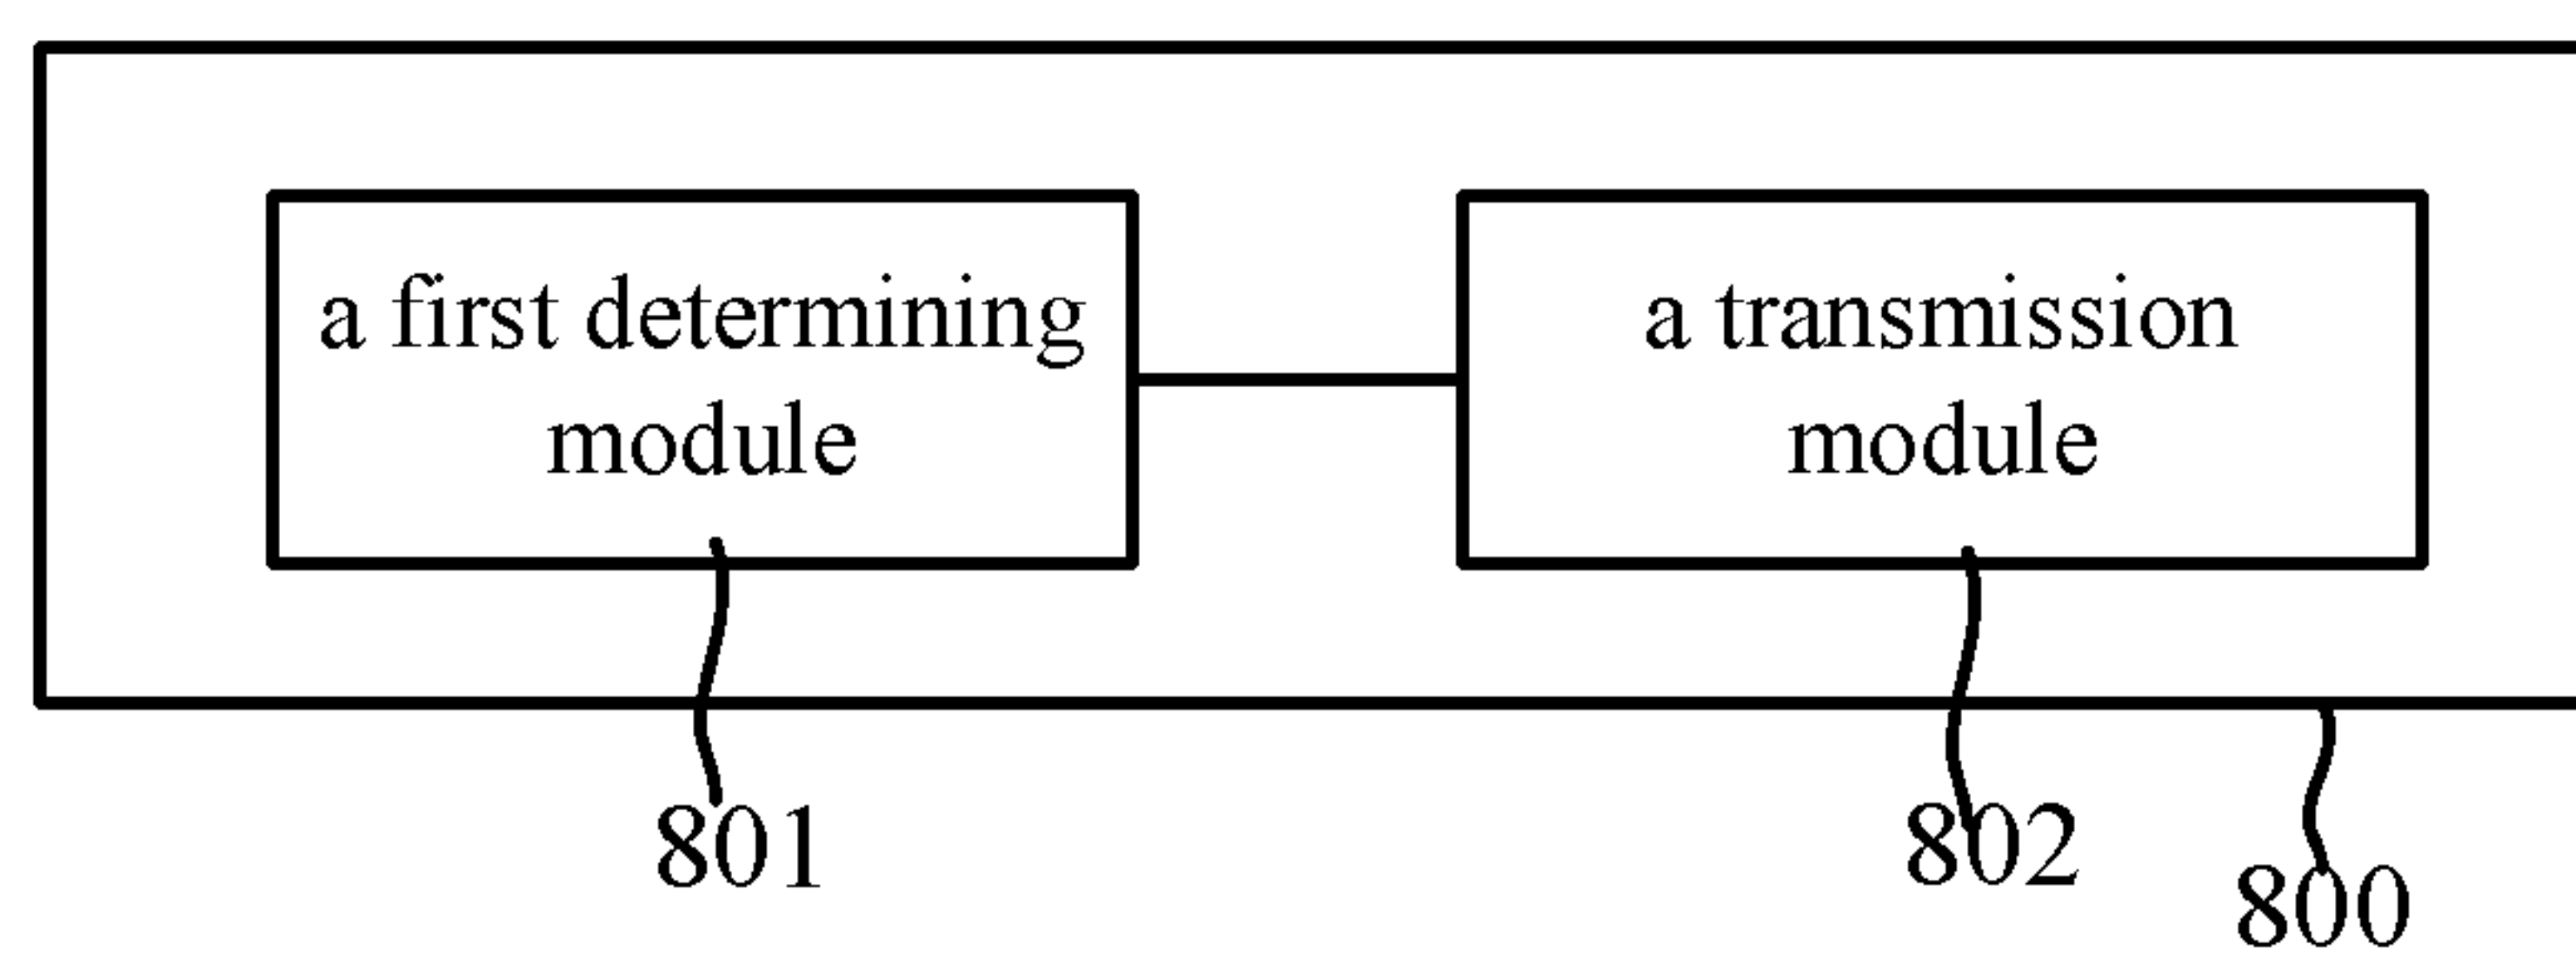 a first determining
module
a transmission
module
801
802
800